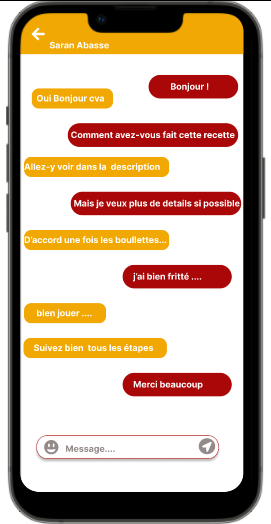 Saran Abasse
Bonjour !
Oui Bonjour cva
Comment avez-vous fait cette recette
Allez-y voir dans la description
Mais je veux plus de details si possible
D'accord une fois les boullettes...
j'ai bien fritté ....
bien jouer ....
Suivez bien tous les étapes
Merci beaucoup
Message....